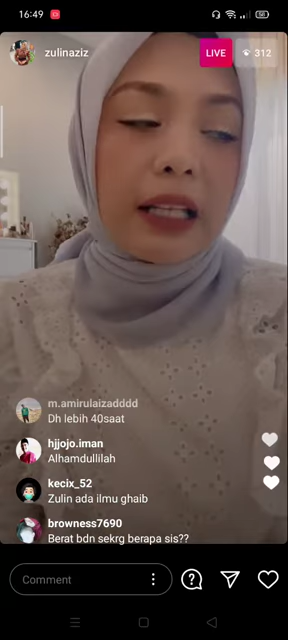 16:49
zulinaziz
LIVE
312
m.amirulaizadddd
Dh lebih 40saat
hjjojo.iman
Alhamdullilah
kecix_52
Zulin ada ilmu ghaib
browness7690
Berat bdn sekrg berapa sis??
Comment